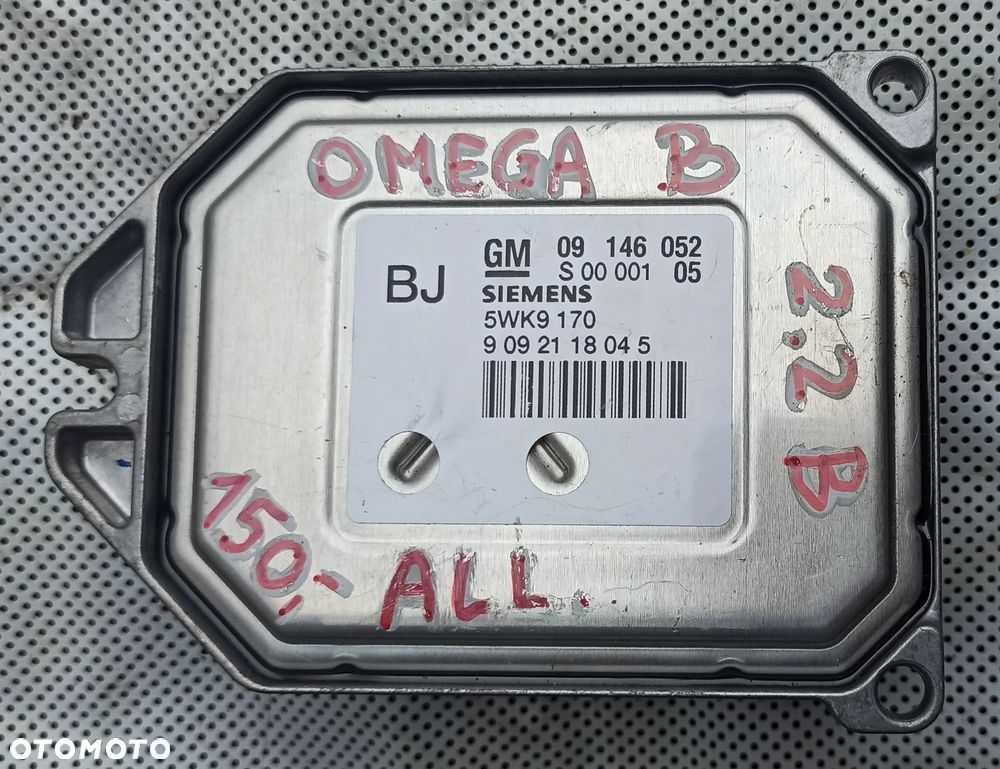 OMEGA B
BJ
GM 09 146 052
S 00 001 05
SIEMENS
5WK9 170
9 09 21 18 04 5
2.2 B
150,-
ALL.
OTOMOTO